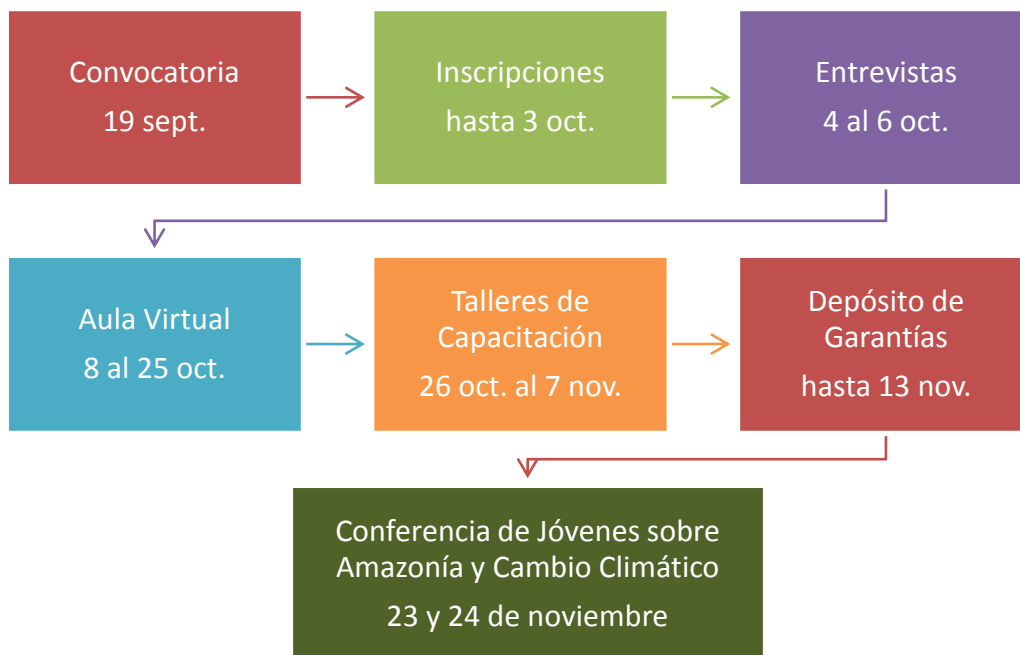 Convocatoria
19 sept.
Inscripciones
hasta 3 oct.
Entrevistas
4 al 6 oct.
Aula Virtual
8 al 25 oct.
Talleres de
Capacitación
26 oct. al 7 nov.
Depósito de
Garantías
hasta 13 nov.
Conferencia de Jóvenes sobre
Amazonía y Cambio Climático
23 y 24 de noviembre